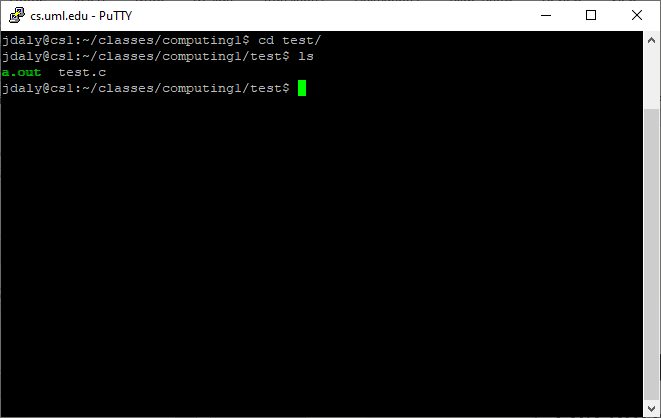 cs.uml.edu - PuTTY
jdaly@cs1:~/classes/computing1$ cd test/
jdaly@cs1:~/classes/computing1/test$ ls
a.out  test.c
jdaly@cs1:~/classes/computing1/test$